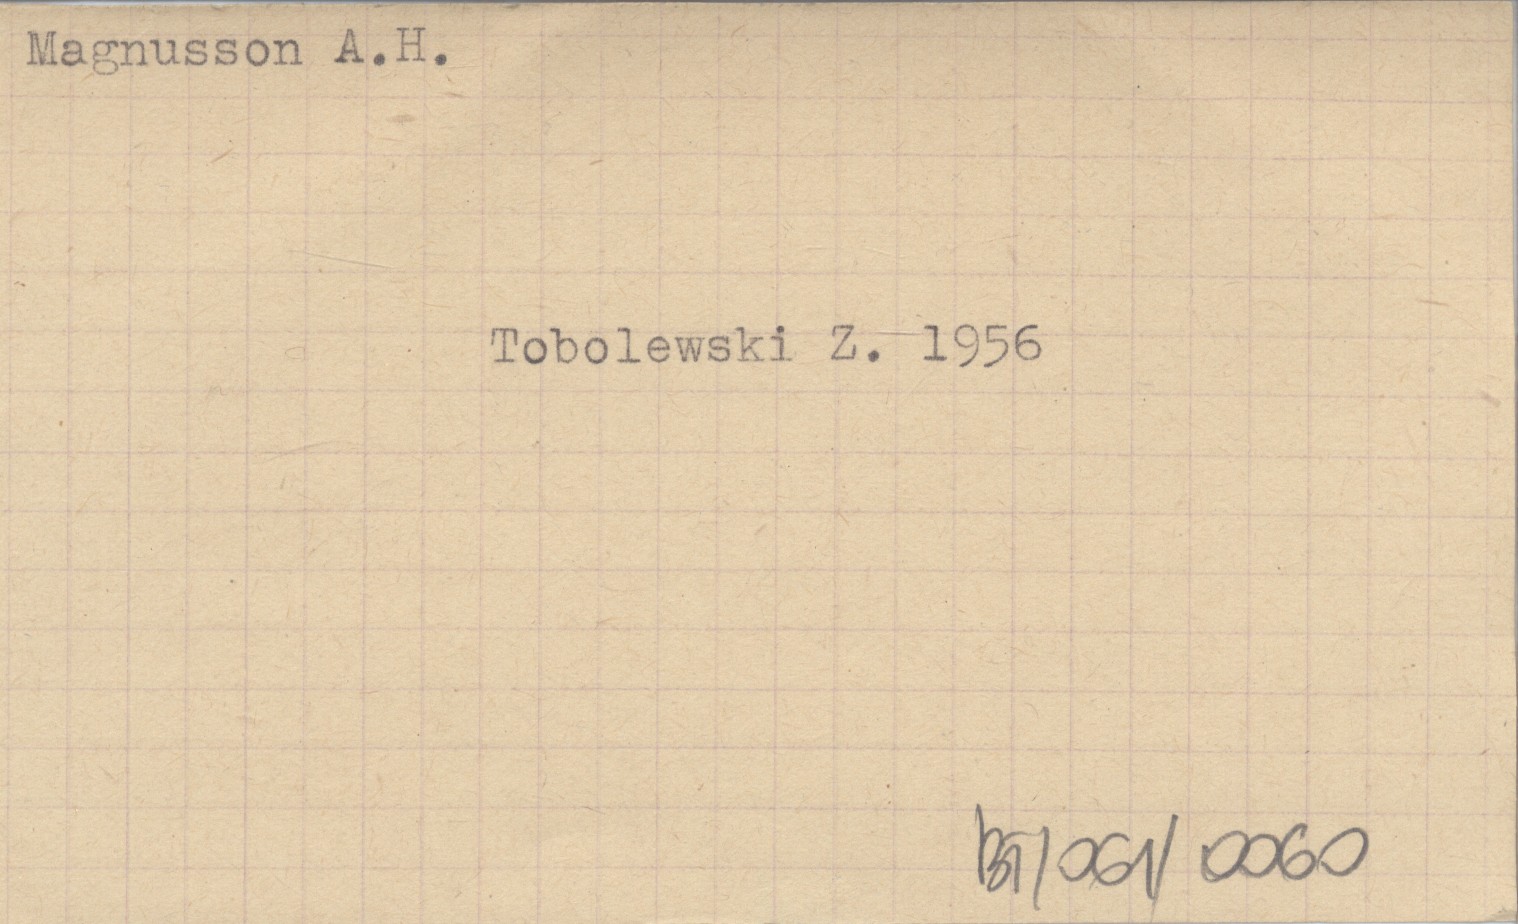 Magnusson A.H.
Tobolewski Z. 1956
BT/061/0060